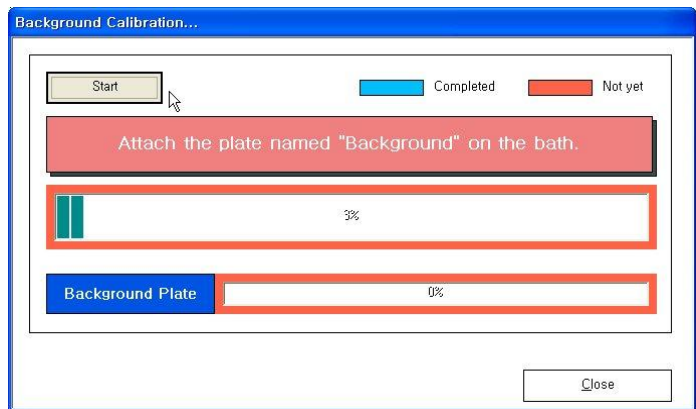 Background Calibration...
Start
Completed
Not yet
Attach the plate named "Background" on the bath.
3%
Background Plate
0%
Close